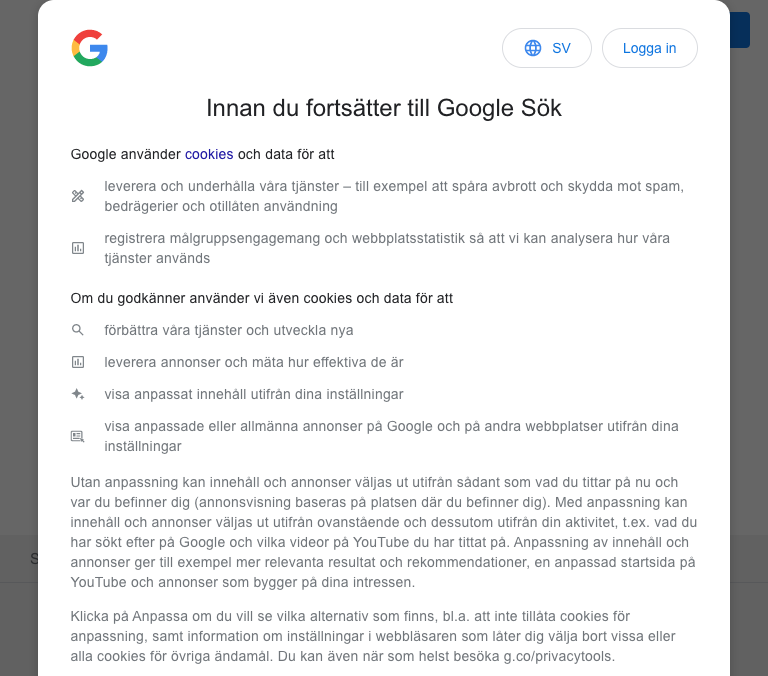 SV
Logga in
Innan du fortsätter till Google Sök
Google använder cookies och data för att
leverera och underhålla våra tjänster – till exempel att spåra avbrott och skydda mot spam,
bedrägerier och otillåten användning
registrera målgruppsengagemang och webbplatsstatistik så att vi kan analysera hur våra
tjänster används
Om du godkänner använder vi även cookies och data för att
förbättra våra tjänster och utveckla nya
leverera annonser och mäta hur effektiva de är
visa anpassat innehåll utifrån dina inställningar
visa anpassade eller allmänna annonser på Google och på andra webbplatser utifrån dina
inställningar
Utan anpassning kan innehåll och annonser väljas ut utifrån sådant som vad du tittar på nu och
var du befinner dig (annonsvisning baseras på platsen där du befinner dig). Med anpassning kan
innehåll och annonser väljas ut utifrån ovanstående och dessutom utifrån din aktivitet, t.ex. vad du
har sökt efter på Google och vilka videor på YouTube du har tittat på. Anpassning av innehåll och
annonser ger till exempel mer relevanta resultat och rekommendationer, en anpassad startsida på
YouTube och annonser som bygger på dina intressen.
Klicka på Anpassa om du vill se vilka alternativ som finns, bl.a. att inte tillåta cookies för
anpassning, samt information om inställningar i webbläsaren som låter dig välja bort vissa eller
alla cookies för övriga ändamål. Du kan även när som helst besöka g.co/privacytools.